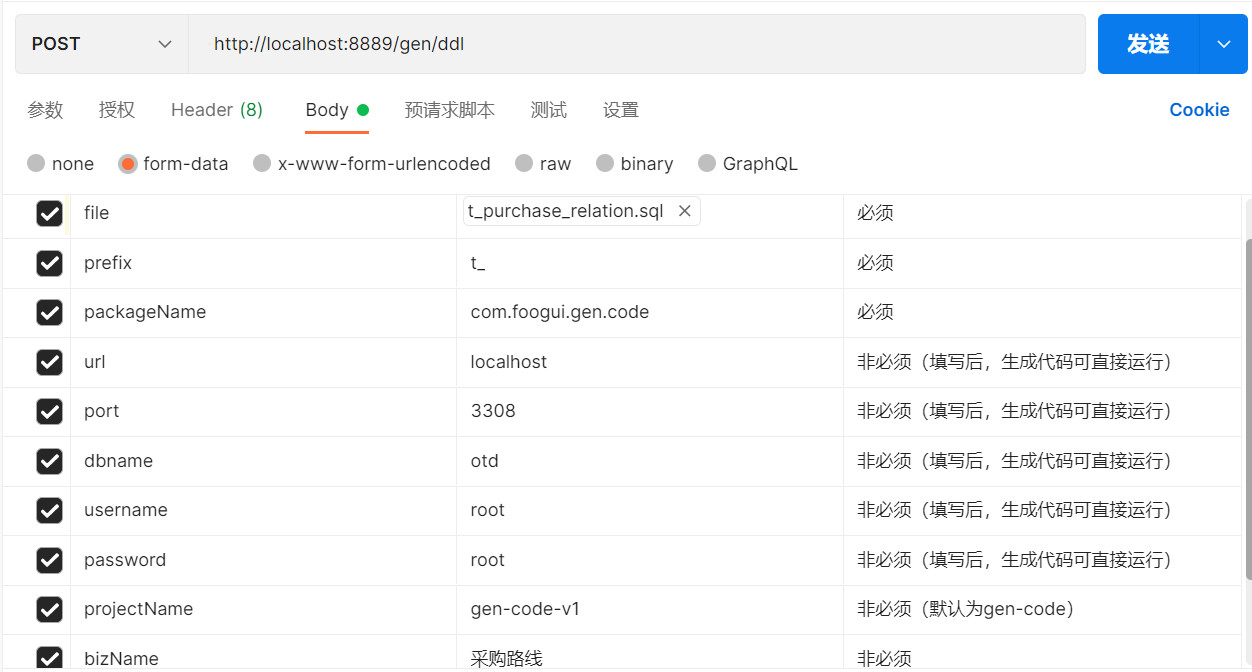 POST http://localhost:8889/gen/ddl 发送
参数 授权 Header (8) Body 预请求脚本 测试 设置 Cookie
none form-data x-www-form-urlencoded raw binary GraphQL
file t_purchase_relation.sql 必须
prefix t_ 必须
packageName com.foogui.gen.code 必须
url localhost 非必须（填写后，生成代码可直接运行）
port 3308 非必须（填写后，生成代码可直接运行）
dbname otd 非必须（填写后，生成代码可直接运行）
username root 非必须（填写后，生成代码可直接运行）
password root 非必须（填写后，生成代码可直接运行）
projectName gen-code-v1 非必须（默认为gen-code）
bizName 采购路线 非必须